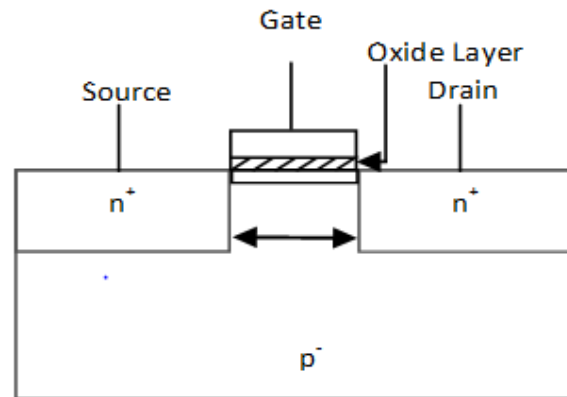 Gate
Oxide Layer
Source
Drain
n⁺
n⁺
p⁻